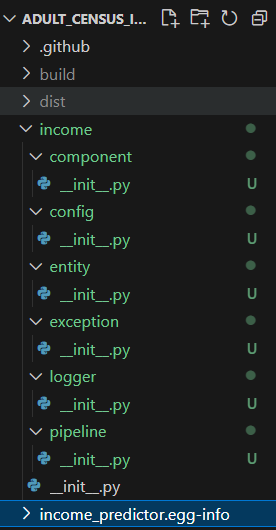 ADULT_CENSUS_I...
.github
build
dist
income
component
__init__.py U
config
__init__.py U
entity
__init__.py U
exception
__init__.py U
logger
__init__.py U
pipeline
__init__.py U
__init__.py
income_predictor.egg-info